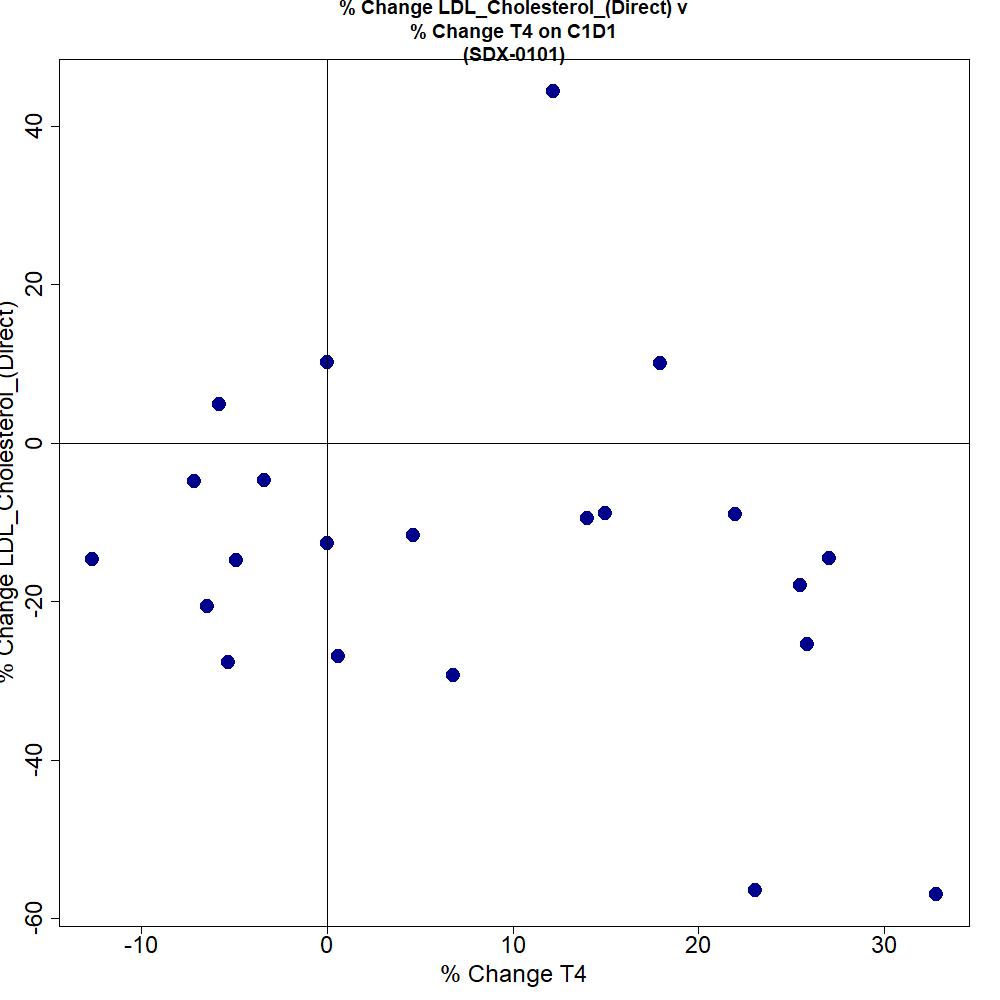 % Change LDL_Cholesterol_(Direct) v
% Change T4 on C1D1
(SDX-0101)
% Change LDL_Cholesterol_(Direct)
40
20
0
-20
-40
-60
-10
0
10
20
30
% Change T4